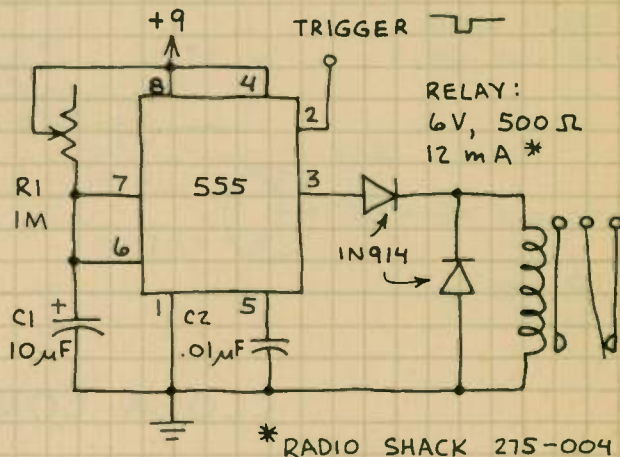 +9
TRIGGER
8
4
2
RELAY:
6V, 500 Ω
12 mA *
R1
1M
7
555
3
6
1N914
C1
+
10µF
1
C2
5
.01µF
* RADIO SHACK 275-004